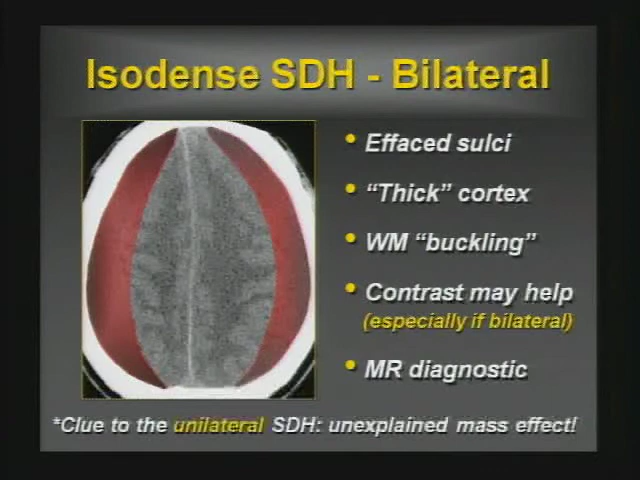 Isodense SDH - Bilateral
• Effaced sulci
• “Thick” cortex
• WM “buckling”
• Contrast may help
(especially if bilateral)
• MR diagnostic
*Clue to the unilateral SDH: unexplained mass effect!